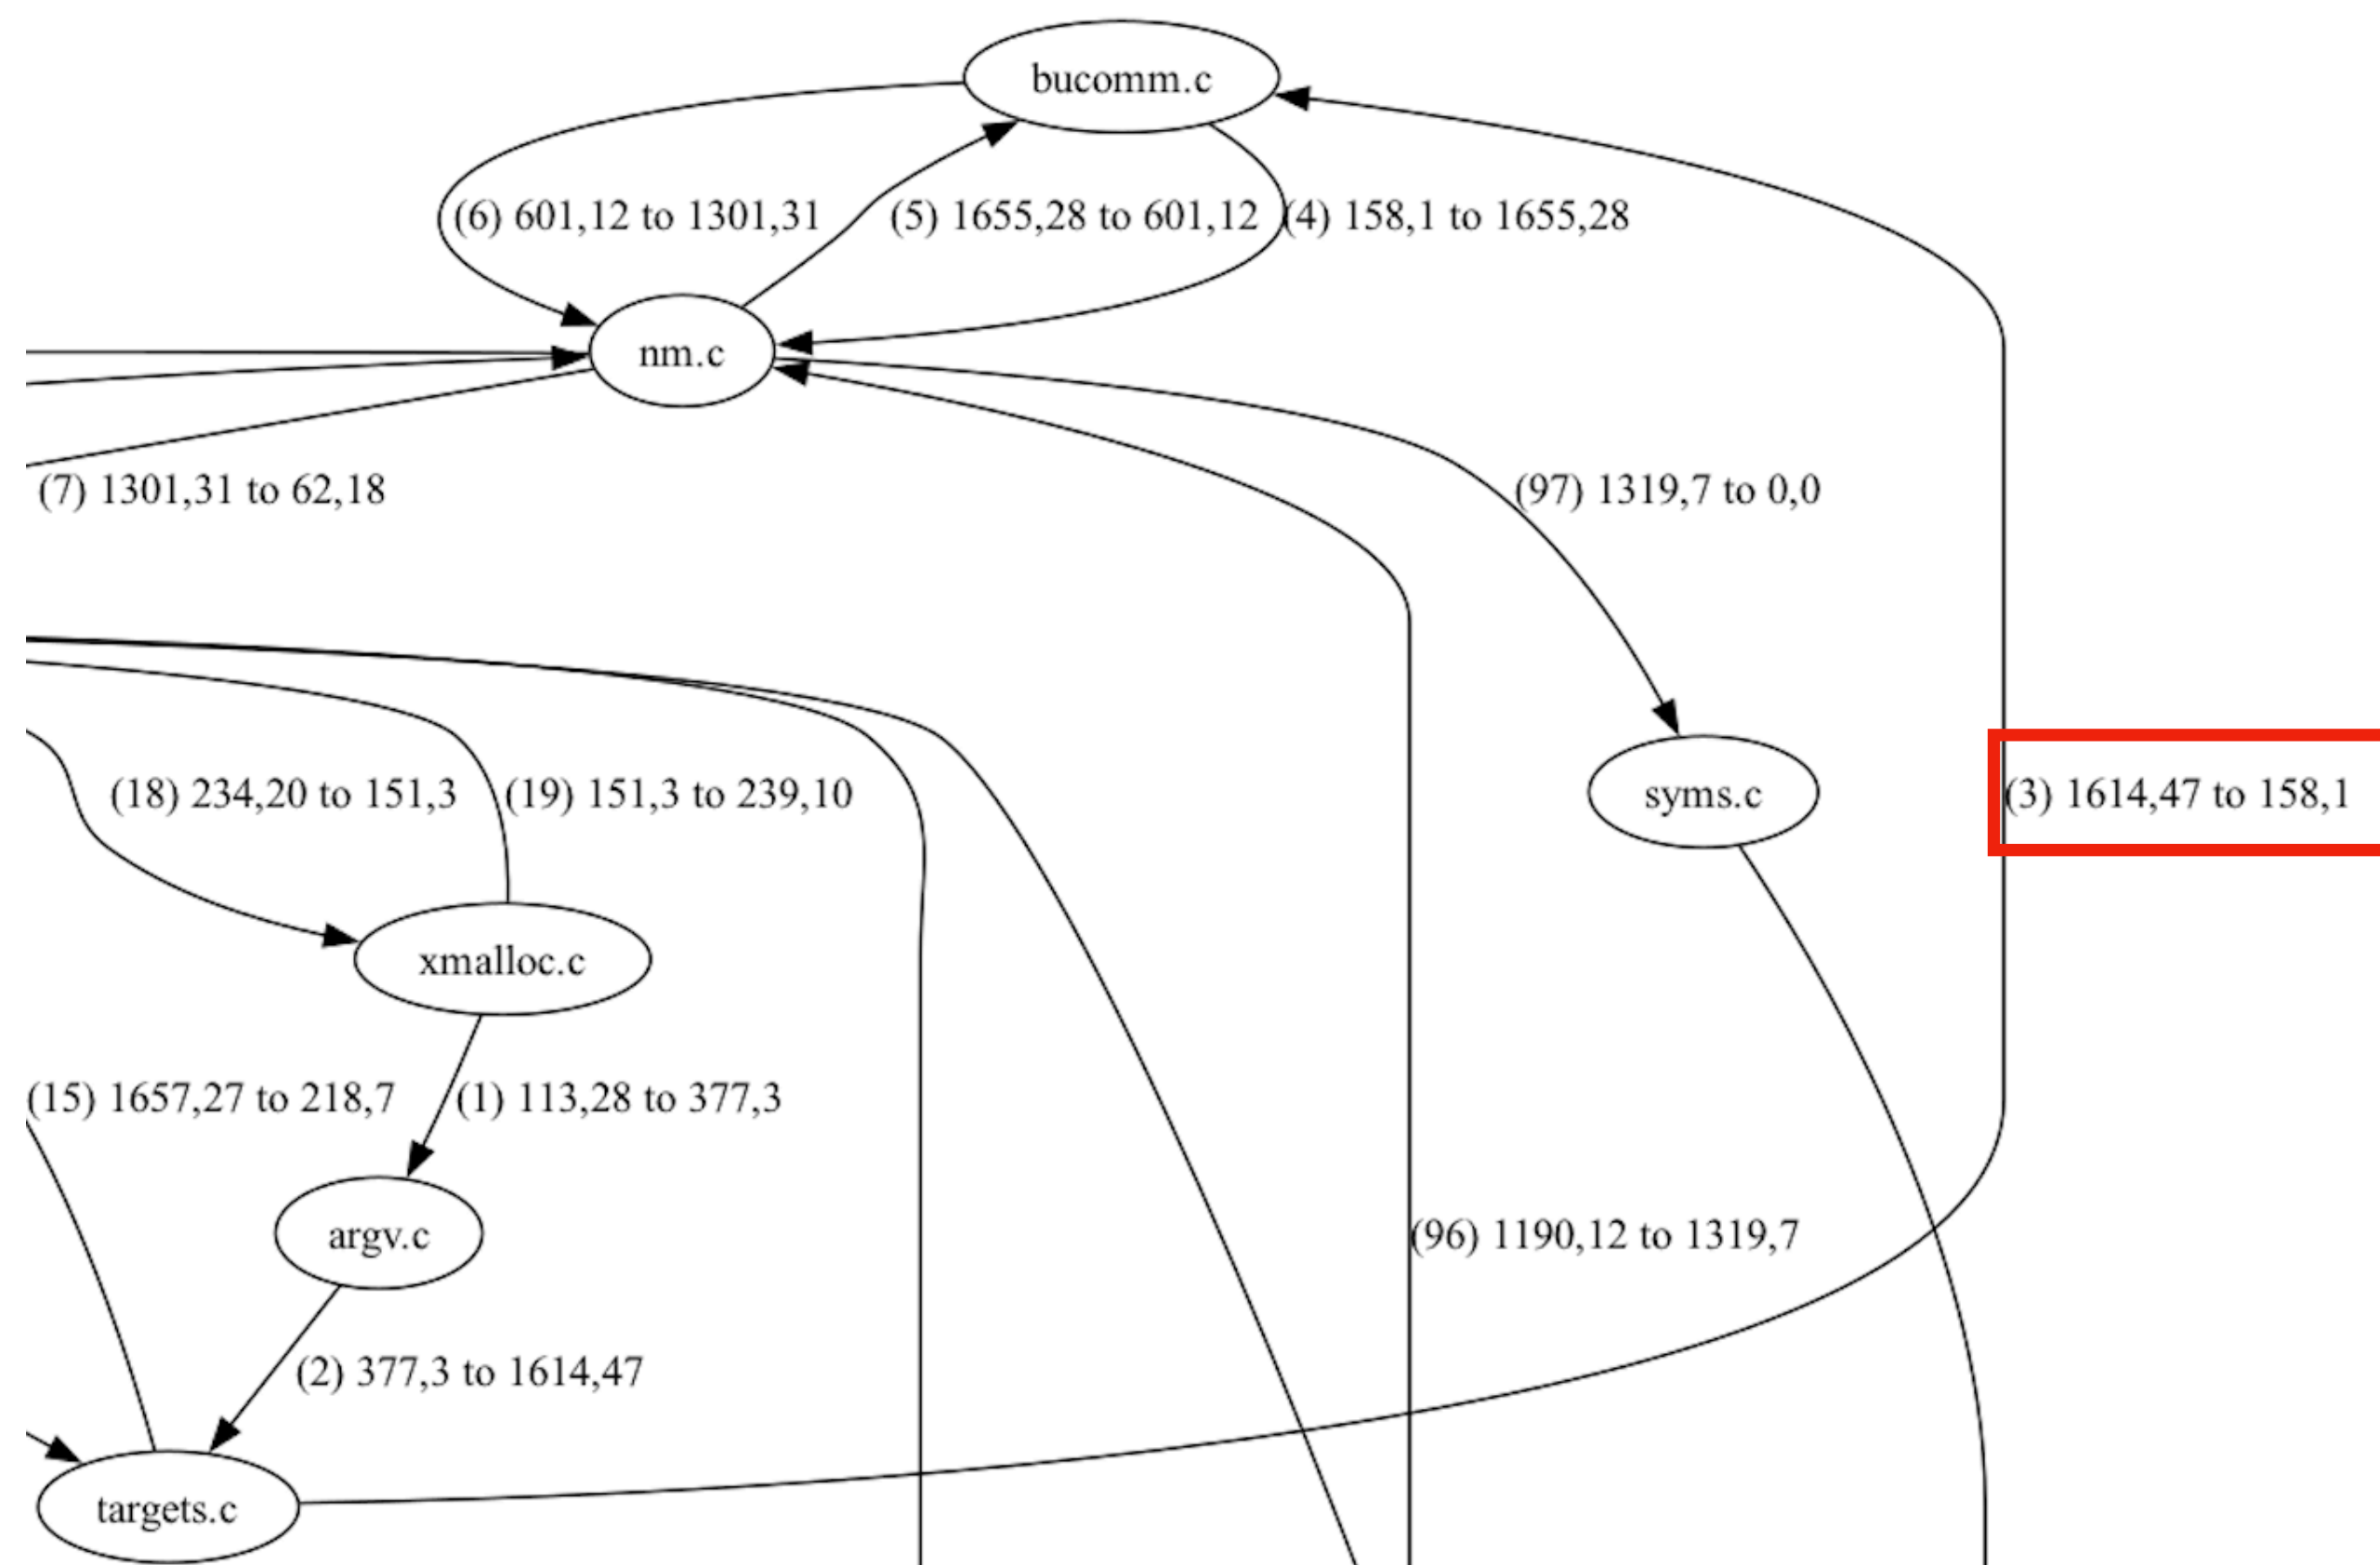 bucomm.c
(6) 601,12 to 1301,31
(5) 1655,28 to 601,12
(4) 158,1 to 1655,28
nm.c
(7) 1301,31 to 62,18
(97) 1319,7 to 0,0
(18) 234,20 to 151,3
(19) 151,3 to 239,10
syms.c
(3) 1614,47 to 158,1
xmalloc.c
(15) 1657,27 to 218,7
(1) 113,28 to 377,3
argv.c
(96) 1190,12 to 1319,7
(2) 377,3 to 1614,47
targets.c